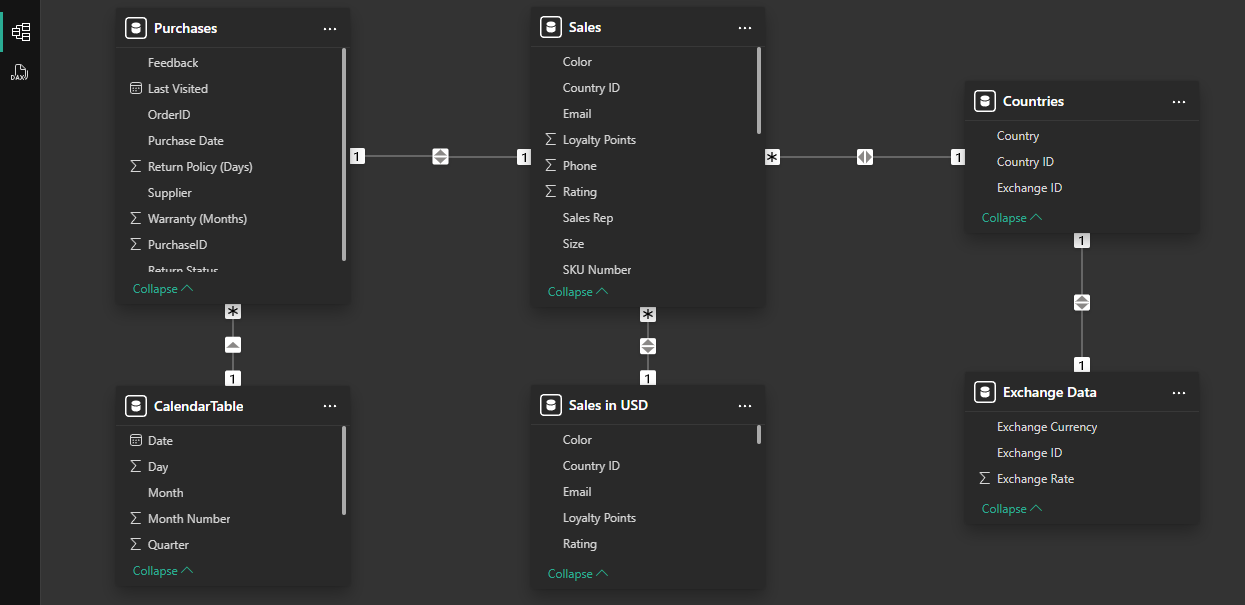 DAX
Purchases
...
Feedback
Last Visited
OrderID
Purchase Date
Σ Return Policy (Days)
Supplier
Σ Warranty (Months)
Σ PurchaseID
Return Status
Collapse
Sales
...
Color
Country ID
Email
Σ Loyalty Points
Σ Phone
Σ Rating
Sales Rep
Size
SKU Number
Collapse
Countries
...
Country
Country ID
Exchange ID
Collapse
1
1
*
1
*
1
*
1
1
1
CalendarTable
...
Date
Σ Day
Month
Σ Month Number
Σ Quarter
Collapse
Sales in USD
...
Color
Country ID
Email
Loyalty Points
Rating
Collapse
Exchange Data
...
Exchange Currency
Exchange ID
Σ Exchange Rate
Collapse